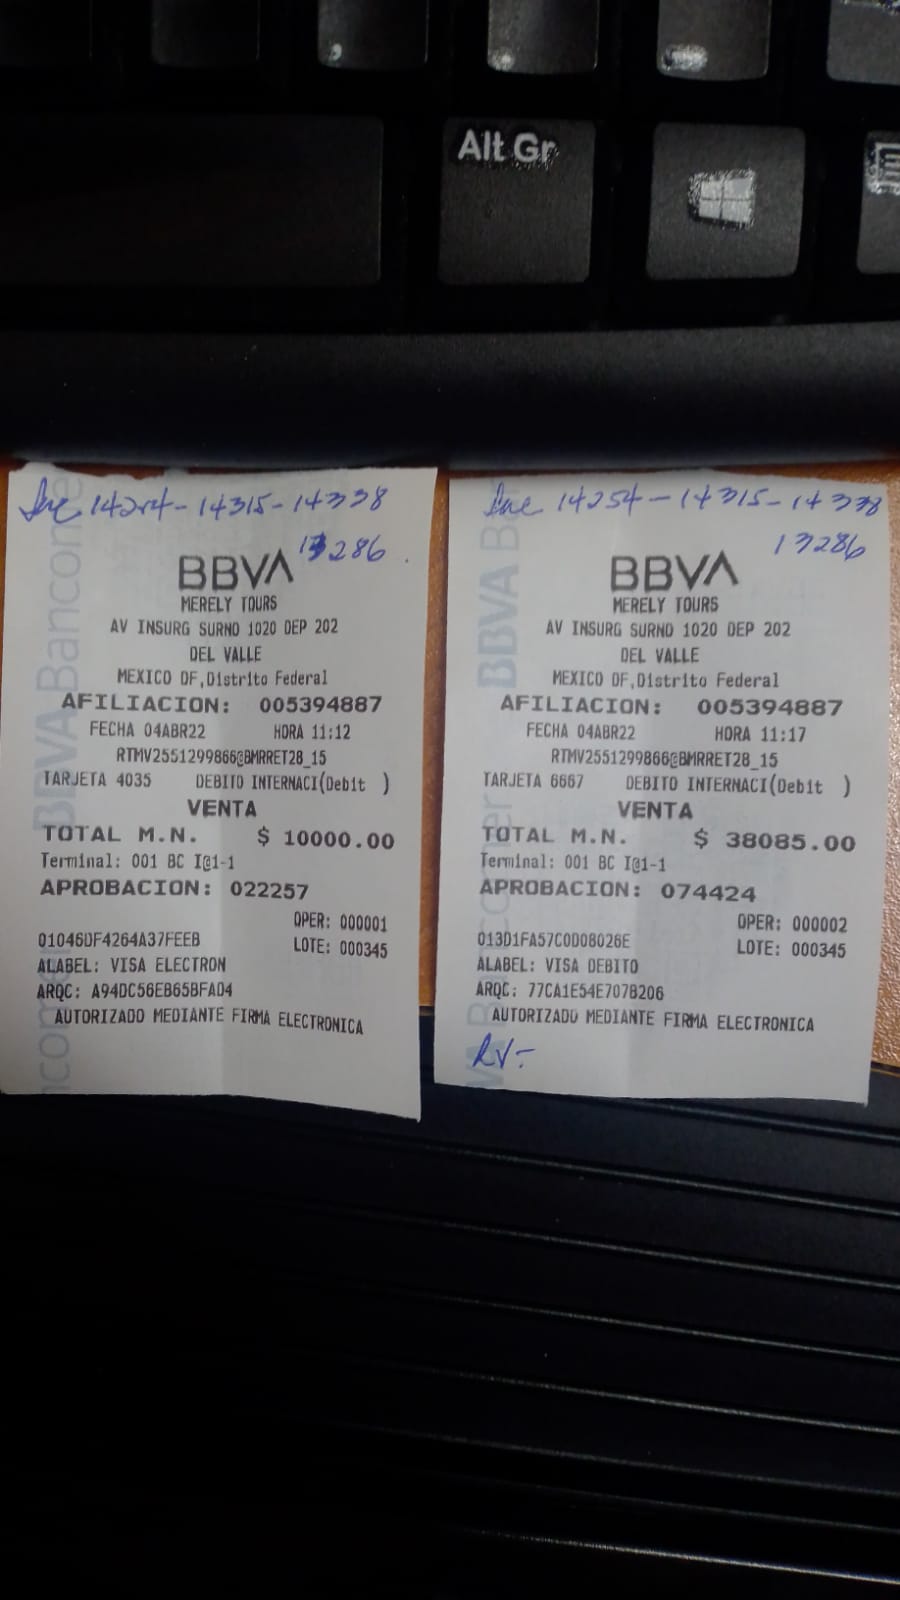 Alt Gr
14254-14315-14338
13286
BBVA
MERELY TOURS
AV INSURG SURNO 1020 DEP 202
DEL VALLE
MEXICO DF,Distrito Federal
AFILIACION: 005394887
FECHA 04ABR22 HORA 11:12
RTMV2551299866@BMRRET28_15
TARJETA 4035 DEBITO INTERNACI(Debit )
VENTA
TOTAL M.N. $ 10000.00
Terminal: 001 BC I@1-1
APROBACION: 022257
OPER: 000001
01046DF4264A37FEEB
LOTE: 000345
ALABEL: VISA ELECTRON
ARQC: A94DC56EB65BFAD4
AUTORIZADO MEDIANTE FIRMA ELECTRONICA
14254-14315-14338
13286
BBVA
MERELY TOURS
AV INSURG SURNO 1020 DEP 202
DEL VALLE
MEXICO DF,Distrito Federal
AFILIACION: 005394887
FECHA 04ABR22 HORA 11:17
RTMV2551299866@BMRRET28_15
TARJETA 6667 DEBITO INTERNACI(Debit )
VENTA
TOTAL M.N. $ 38085.00
Terminal: 001 BC I@1-1
APROBACION: 074424
OPER: 000002
013D1FA57C0D08026E
LOTE: 000345
ALABEL: VISA DEBITO
ARQC: 77CA1E54E707B206
AUTORIZADO MEDIANTE FIRMA ELECTRONICA
RV-